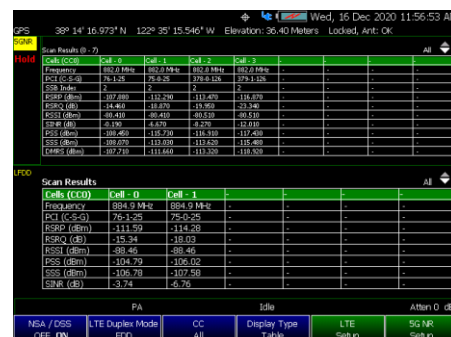 Wed, 16 Dec 2020 11:56:53 AM
GPS 38º 14' 16.973" N 122º 35' 15.546" W Elevation: 36.40 Meters Locked, Ant: OK
5GNR
Hold
Scan Results (0 - 7) All
Cells (CC0) Cell - 0 Cell - 1 Cell - 2 Cell - 3 - - - -
Frequency 882.0 MHz 882.0 MHz 882.0 MHz 882.0 MHz - - - -
PCI (C-S-G) 76-1-25 75-0-25 378-0-126 379-1-126 - - - -
SSB Index 2 2 2 2 - - - -
RSRP (dBm) -107.880 -112.290 -113.470 -116.870 - - - -
RSRQ (dB) -14.460 -18.870 -19.950 -23.340 - - - -
RSSI (dBm) -80.410 -80.410 -80.510 -80.510 - - - -
SINR (dB) -0.190 -6.670 -8.270 -12.010 - - - -
PSS (dBm) -108.450 -115.730 -116.910 -117.430 - - - -
SSS (dBm) -108.070 -113.030 -113.620 -115.480 - - - -
DMRS (dBm) -107.710 -111.660 -113.320 -118.920 - - - -
LFDD
Scan Results All
Cells (CC0) Cell - 0 Cell - 1 - - - -
Frequency 884.9 MHz 884.9 MHz - - - -
PCI (C-S-G) 76-1-25 75-0-25 - - - -
RSRP (dBm) -111.59 -114.28 - - - -
RSRQ (dB) -15.34 -18.03 - - - -
RSSI (dBm) -88.46 -88.46 - - - -
PSS (dBm) -104.79 -106.02 - - - -
SSS (dBm) -106.78 -107.58 - - - -
SINR (dB) -3.74 -6.76 - - - -
PA Idle Atten 0 dB
NSA / DSS LTE Duplex Mode CC Display Type LTE 5G NR
OFF ON FDD All Table Setup Setup